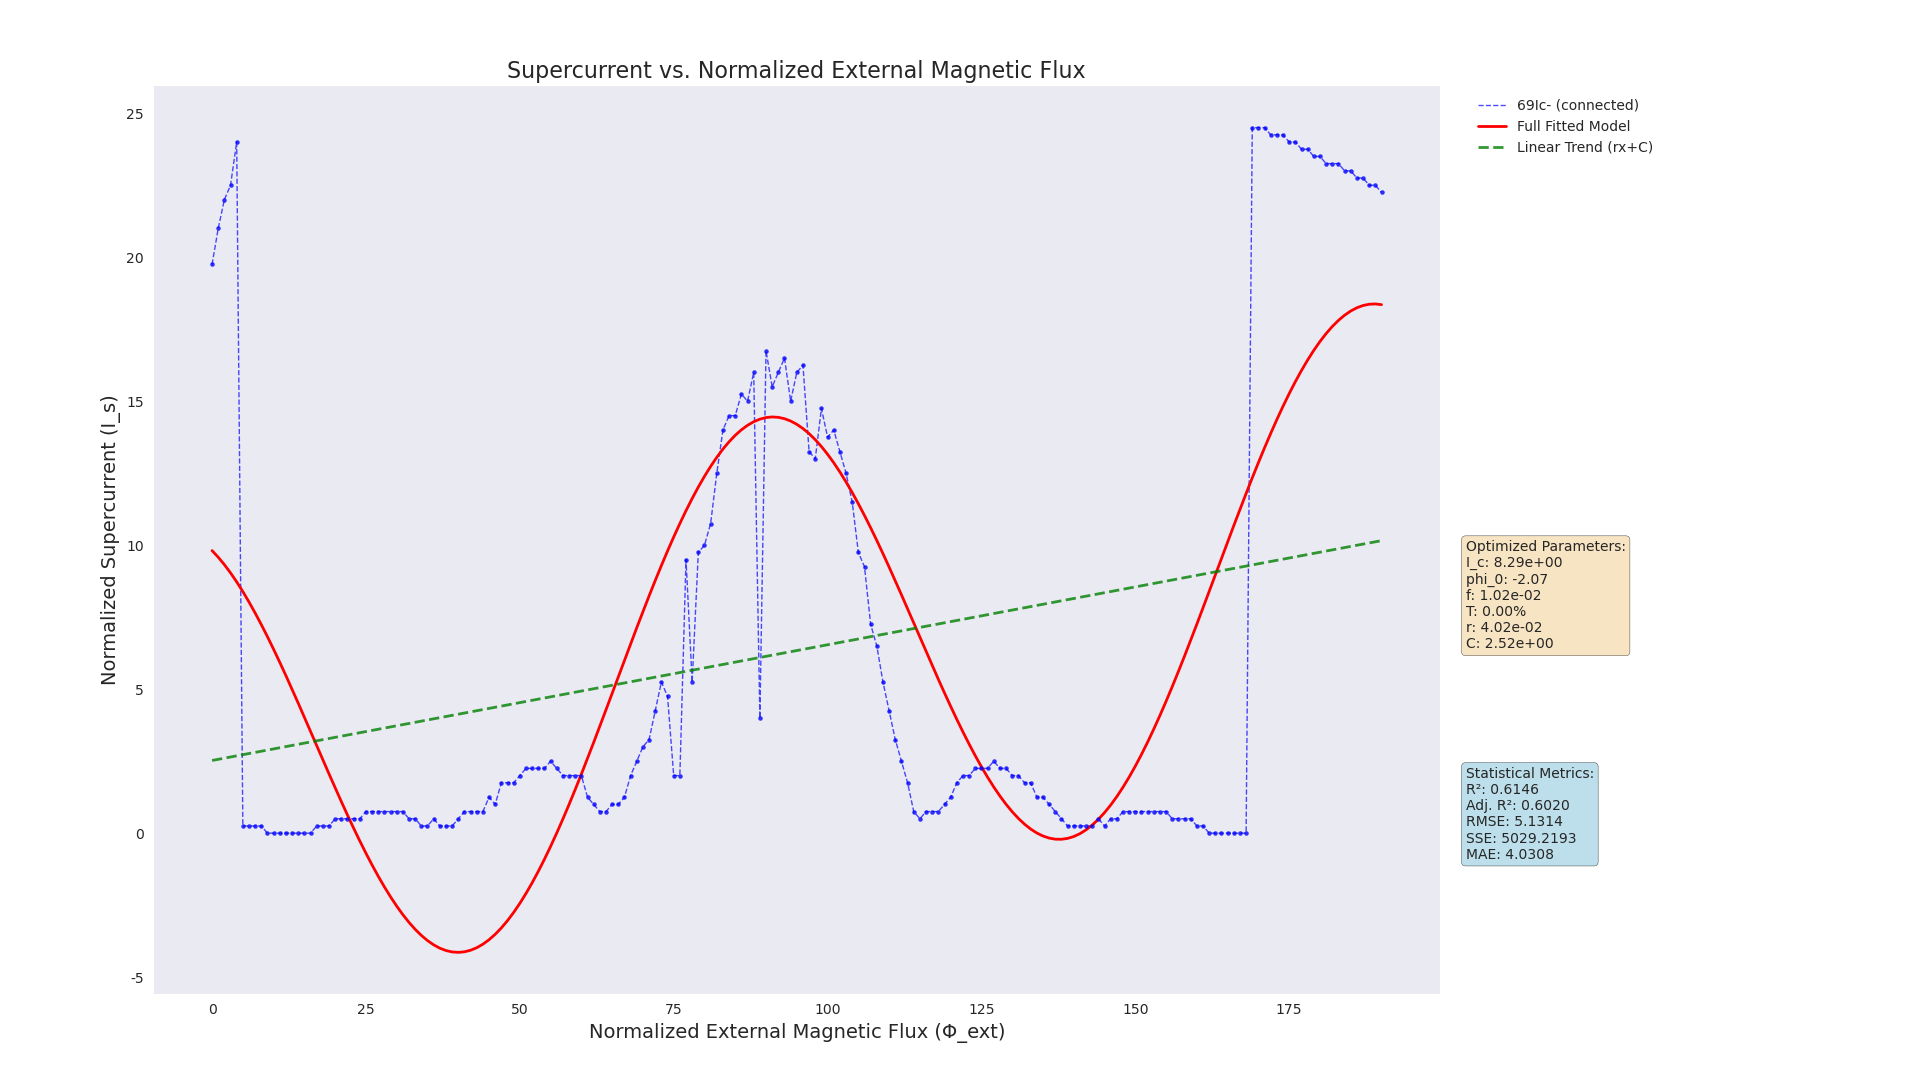 Supercurrent vs. Normalized External Magnetic Flux
25
20
15
10
5
0
-5
Normalized Supercurrent (I_s)
0 25 50 75 100 125 150 175
Normalized External Magnetic Flux (Φ_ext)
69Ic- (connected)
Full Fitted Model
Linear Trend (rx+C)
Optimized Parameters:
I_c: 8.29e+00
phi_0: -2.07
f: 1.02e-02
T: 0.00%
r: 4.02e-02
C: 2.52e+00
Statistical Metrics:
R²: 0.6146
Adj. R²: 0.6020
RMSE: 5.1314
SSE: 5029.2193
MAE: 4.0308